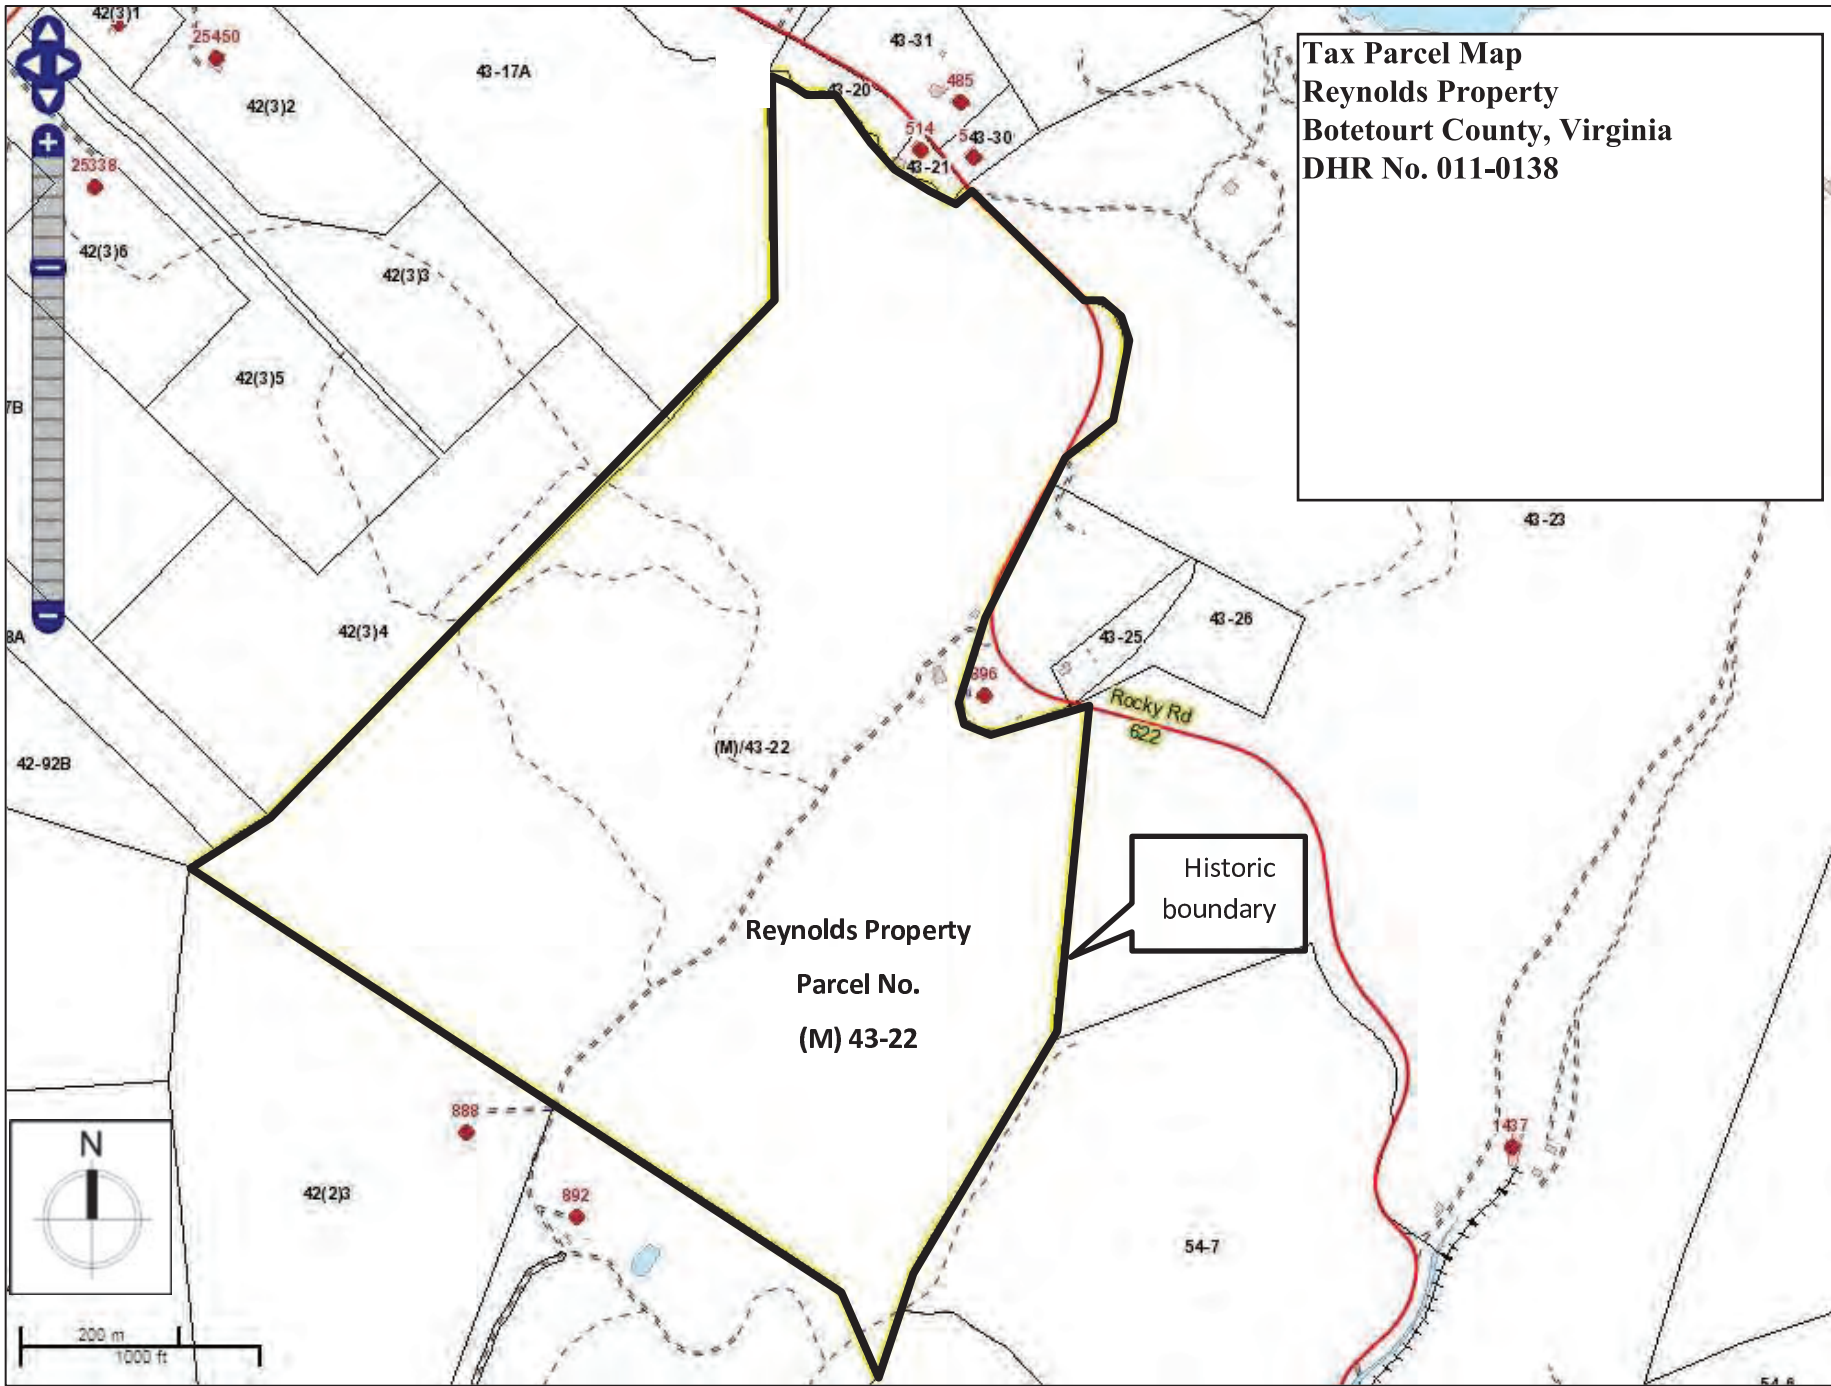 42(3)1
25450
43-17A
43-31
Tax Parcel Map
Reynolds Property
Botetourt County, Virginia
DHR No. 011-0138
485
43-20
42(3)2
514
43-30
43-21
25338
42(3)6
42(3)3
42(3)5
7B
43-23
42(3)4
43-25
43-26
896
Rocky Rd
622
(M)/43-22
42-92B
Historic
boundary
Reynolds Property
Parcel No.
(M) 43-22
888
1437
N
42(2)3
892
54-7
200 m
1000 ft